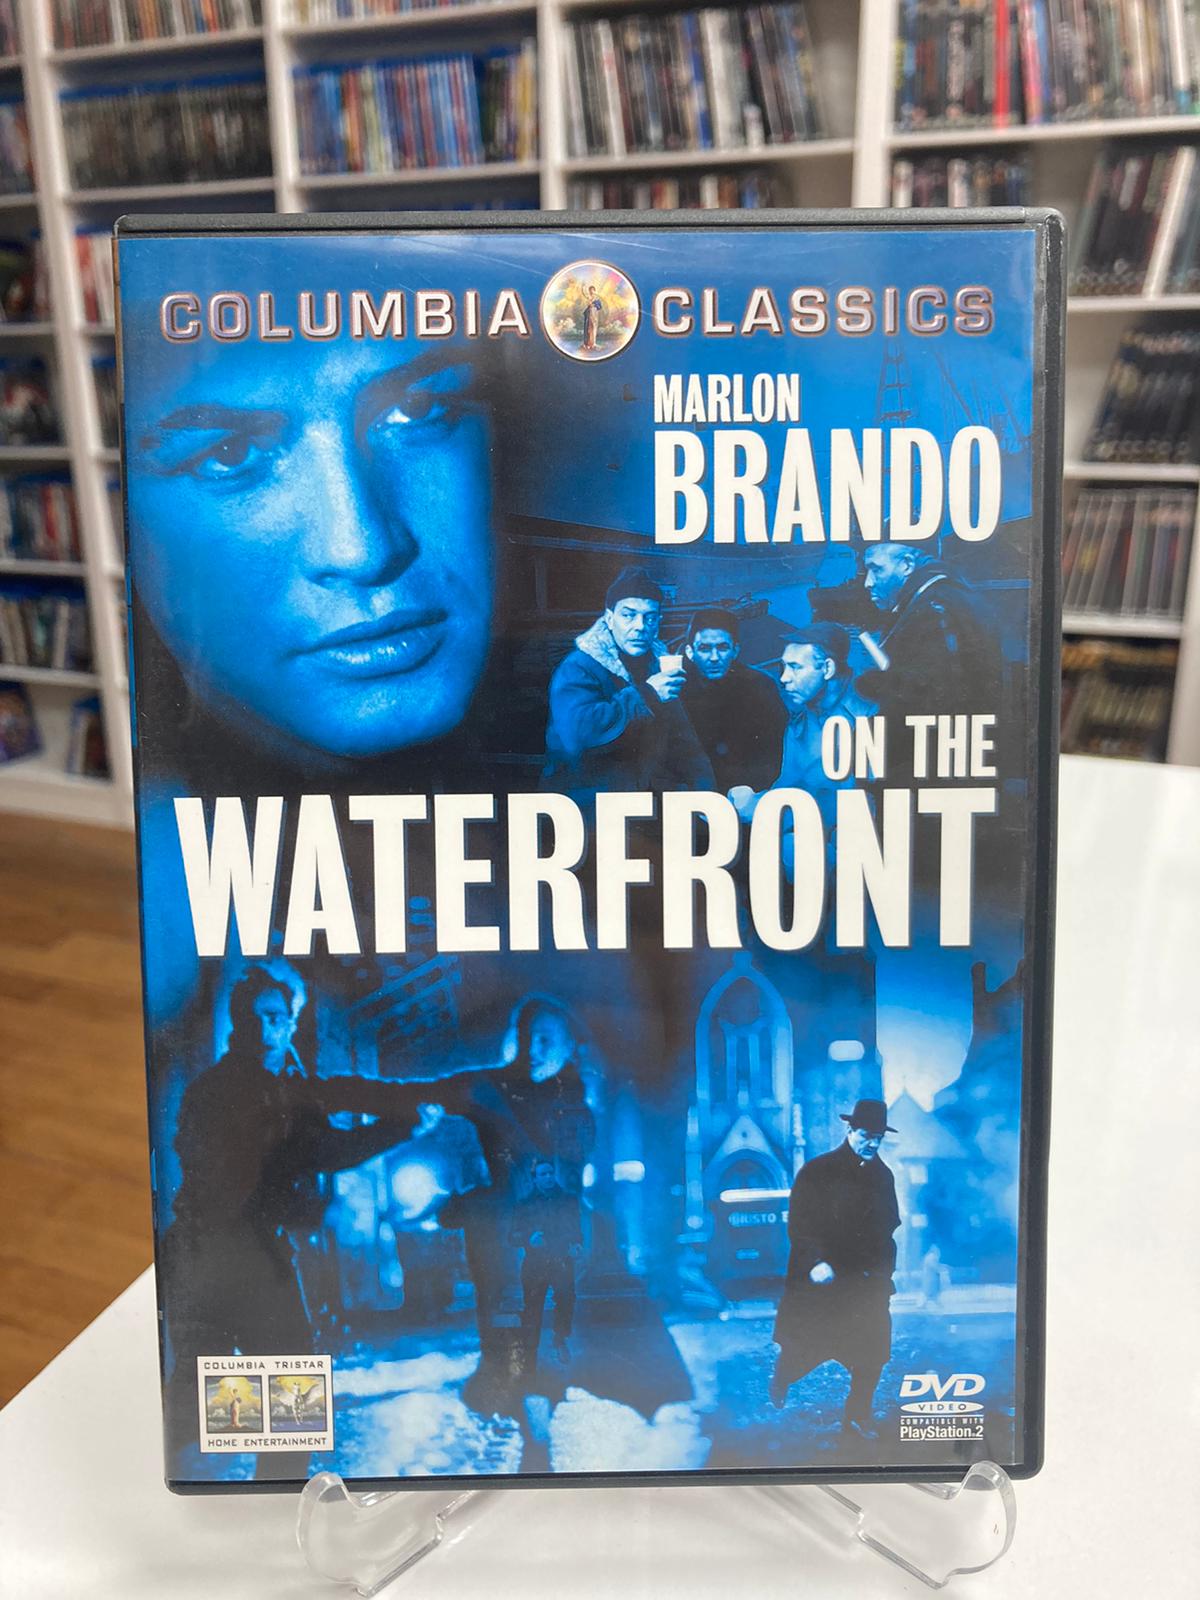 COLUMBIA CLASSICS
MARLON
BRANDO
ON THE
WATERFRONT
COLUMBIA TRISTAR
HOME ENTERTAINMENT
DVD
VIDEO
COMPATIBLE WITH
PlayStation.2